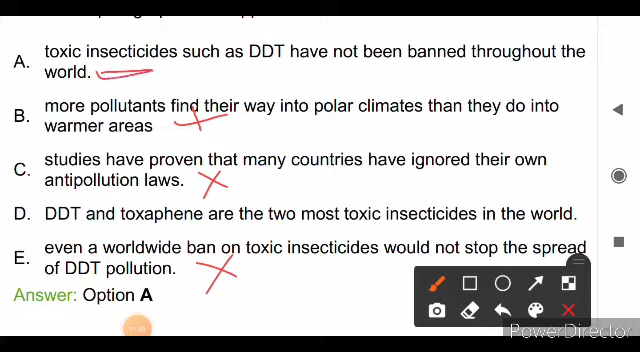 A. toxic insecticides such as DDT have not been banned throughout the
world.
B. more pollutants find their way into polar climates than they do into
warmer areas
C. studies have proven that many countries have ignored their own
antipollution laws.
D. DDT and toxaphene are the two most toxic insecticides in the world.
E. even a worldwide ban on toxic insecticides would not stop the spread
of DDT pollution.
Answer: Option A
PowerDirector